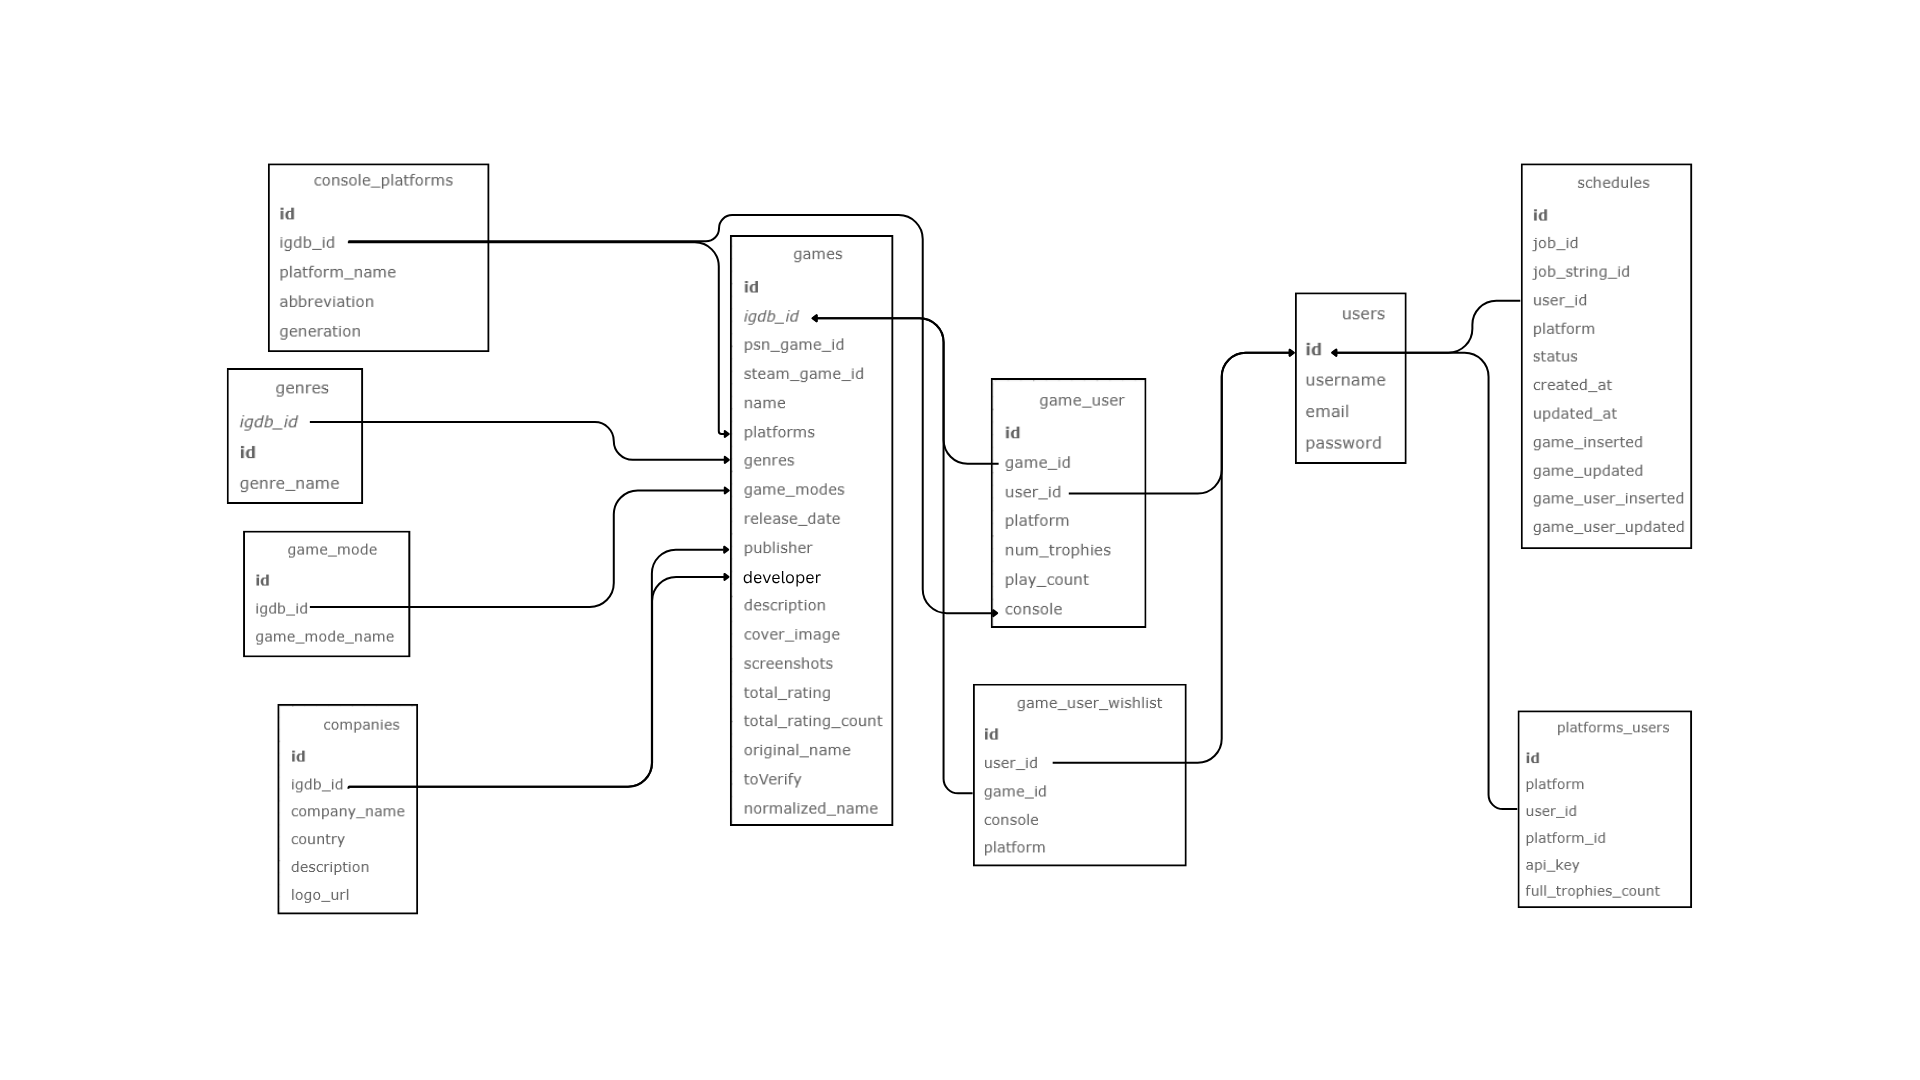 console_platforms
id
igdb_id
platform_name
abbreviation
generation
genres
igdb_id
id
genre_name
game_mode
id
igdb_id
game_mode_name
companies
id
igdb_id
company_name
country
description
logo_url
games
id
igdb_id
psn_game_id
steam_game_id
name
platforms
genres
game_modes
release_date
publisher
developer
description
cover_image
screenshots
total_rating
total_rating_count
original_name
toVerify
normalized_name
game_user
id
game_id
user_id
platform
num_trophies
play_count
console
game_user_wishlist
id
user_id
game_id
console
platform
users
id
username
email
password
schedules
id
job_id
job_string_id
user_id
platform
status
created_at
updated_at
game_inserted
game_updated
game_user_inserted
game_user_updated
platforms_users
id
platform
user_id
platform_id
api_key
full_trophies_count